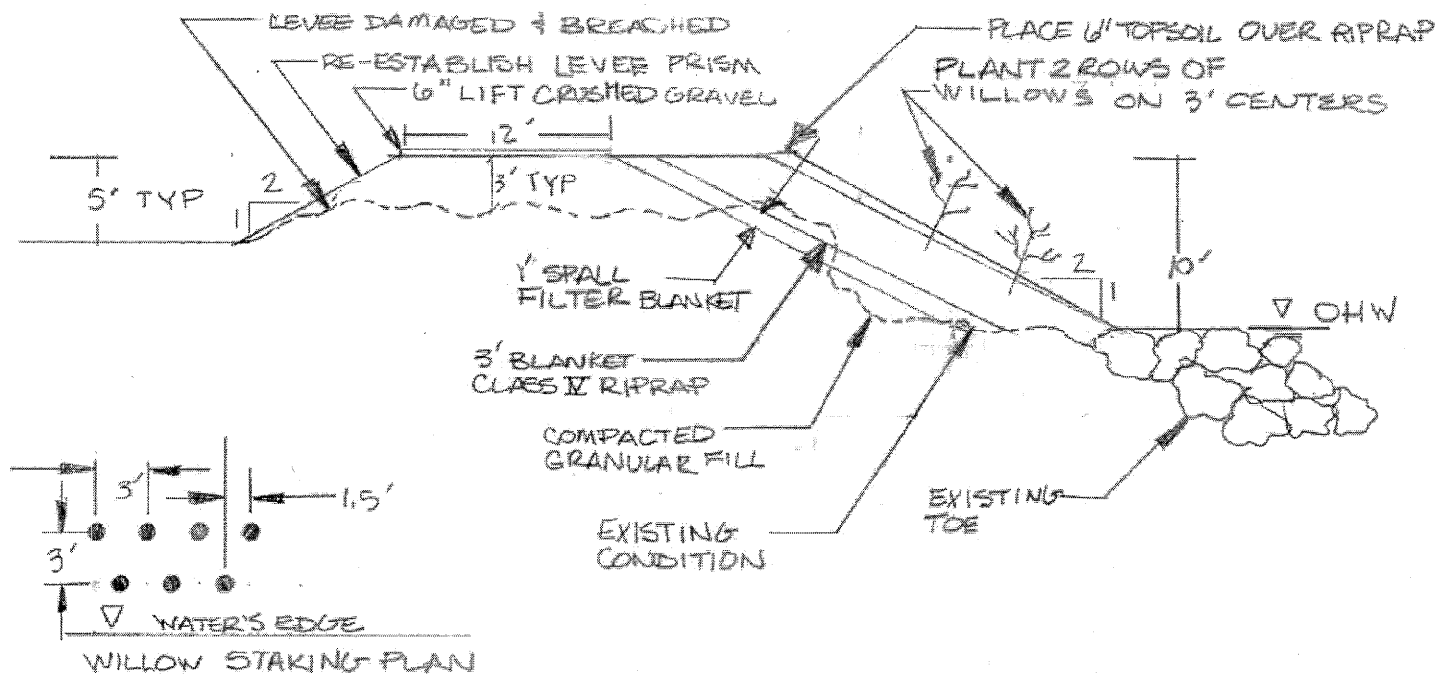 LEVEE DAMAGED & BREACHED
RE-ESTABLISH LEVEE PRISM
6" LIFT CRUSHED GRAVEL
PLACE 6" TOPSOIL OVER RIPRAP
PLANT 2 ROWS OF
WILLOWS ON 3' CENTERS
12'
5' TYP
2
1
3' TYP
2
1
10'
OHW
1' SPALL
FILTER BLANKET
3' BLANKET
CLASS IV RIPRAP
COMPACTED
GRANULAR FILL
EXISTING
CONDITION
EXISTING
TOE
3'
1.5'
3'
WATER'S EDGE
WILLOW STAKING PLAN